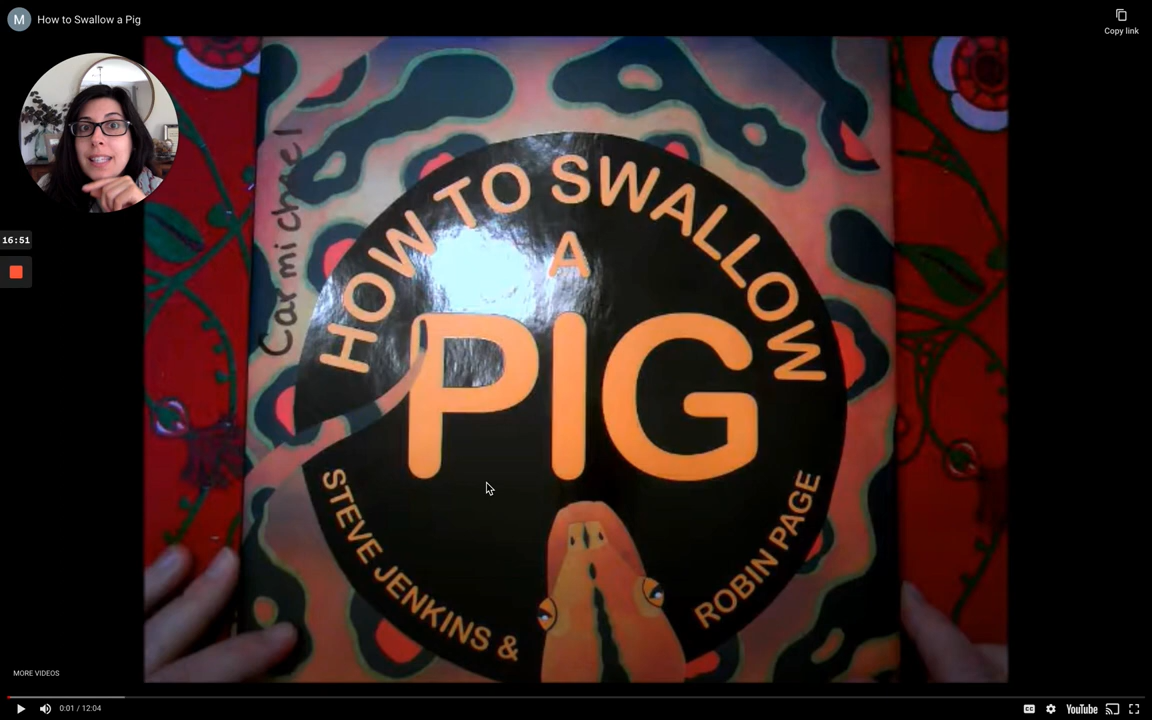 M
How to Swallow a Pig
Copy link
Carmichael
HOW TO SWALLOW
A
PIG
STEVE JENKINS &
ROBIN PAGE
16:51
MORE VIDEOS
0:01 / 12:04
CC
YouTube